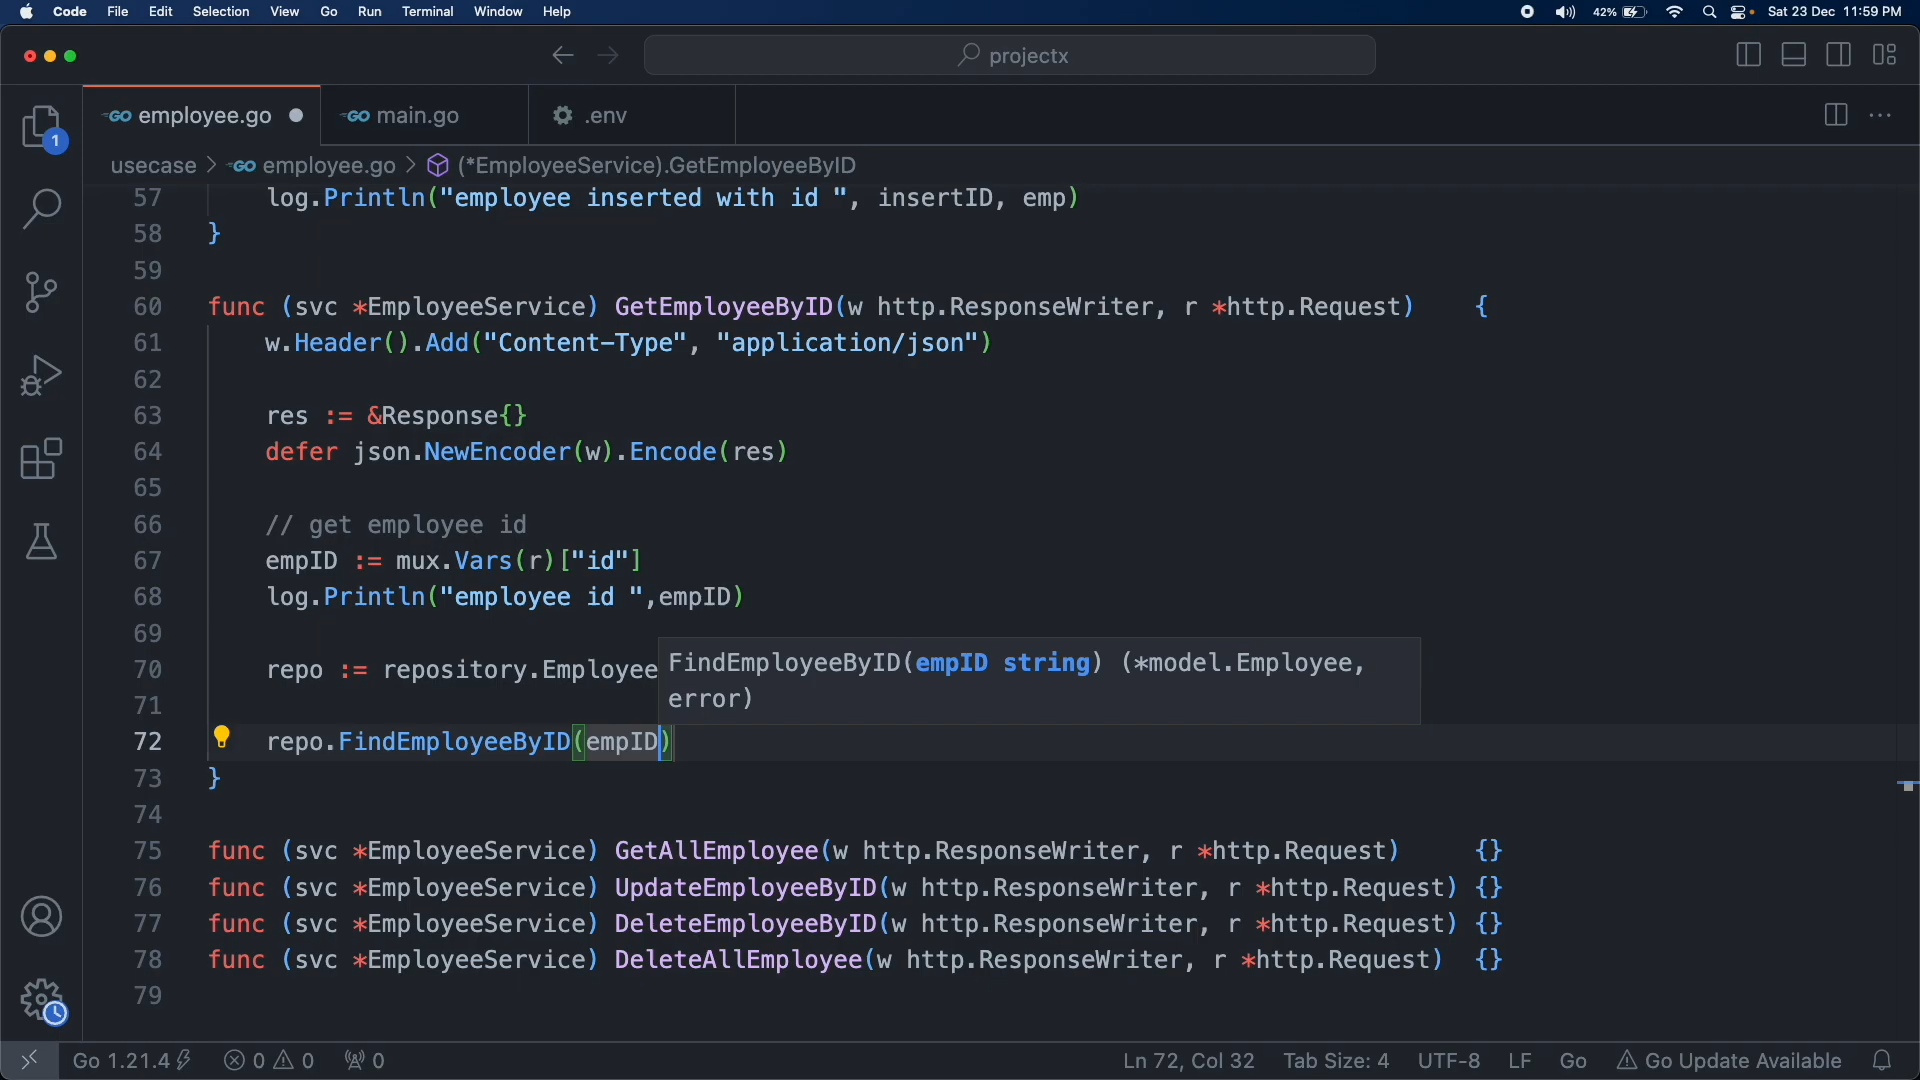 Code File Edit Selection View Go Run Terminal Window Help 42% Sat 23 Dec 11:59 PM
projectx
GO employee.go GO main.go .env
1
usecase > GO employee.go > (*EmployeeService).GetEmployeeByID
57 log.Println("employee inserted with id ", insertID, emp)
58 }
59
60 func (svc *EmployeeService) GetEmployeeByID(w http.ResponseWriter, r *http.Request) {
61 w.Header().Add("Content-Type", "application/json")
62
63 res := &Response{}
64 defer json.NewEncoder(w).Encode(res)
65
66 // get employee id
67 empID := mux.Vars(r)["id"]
68 log.Println("employee id ",empID)
69
FindEmployeeByID(empID string) (*model.Employee,
error)
70 repo := repository.Employee
71
72 repo.FindEmployeeByID(empID)
73 }
74
75 func (svc *EmployeeService) GetAllEmployee(w http.ResponseWriter, r *http.Request) {}
76 func (svc *EmployeeService) UpdateEmployeeByID(w http.ResponseWriter, r *http.Request) {}
77 func (svc *EmployeeService) DeleteEmployeeByID(w http.ResponseWriter, r *http.Request) {}
78 func (svc *EmployeeService) DeleteAllEmployee(w http.ResponseWriter, r *http.Request) {}
79
Go 1.21.4 0 0 0 Ln 72, Col 32 Tab Size: 4 UTF-8 LF Go Go Update Available